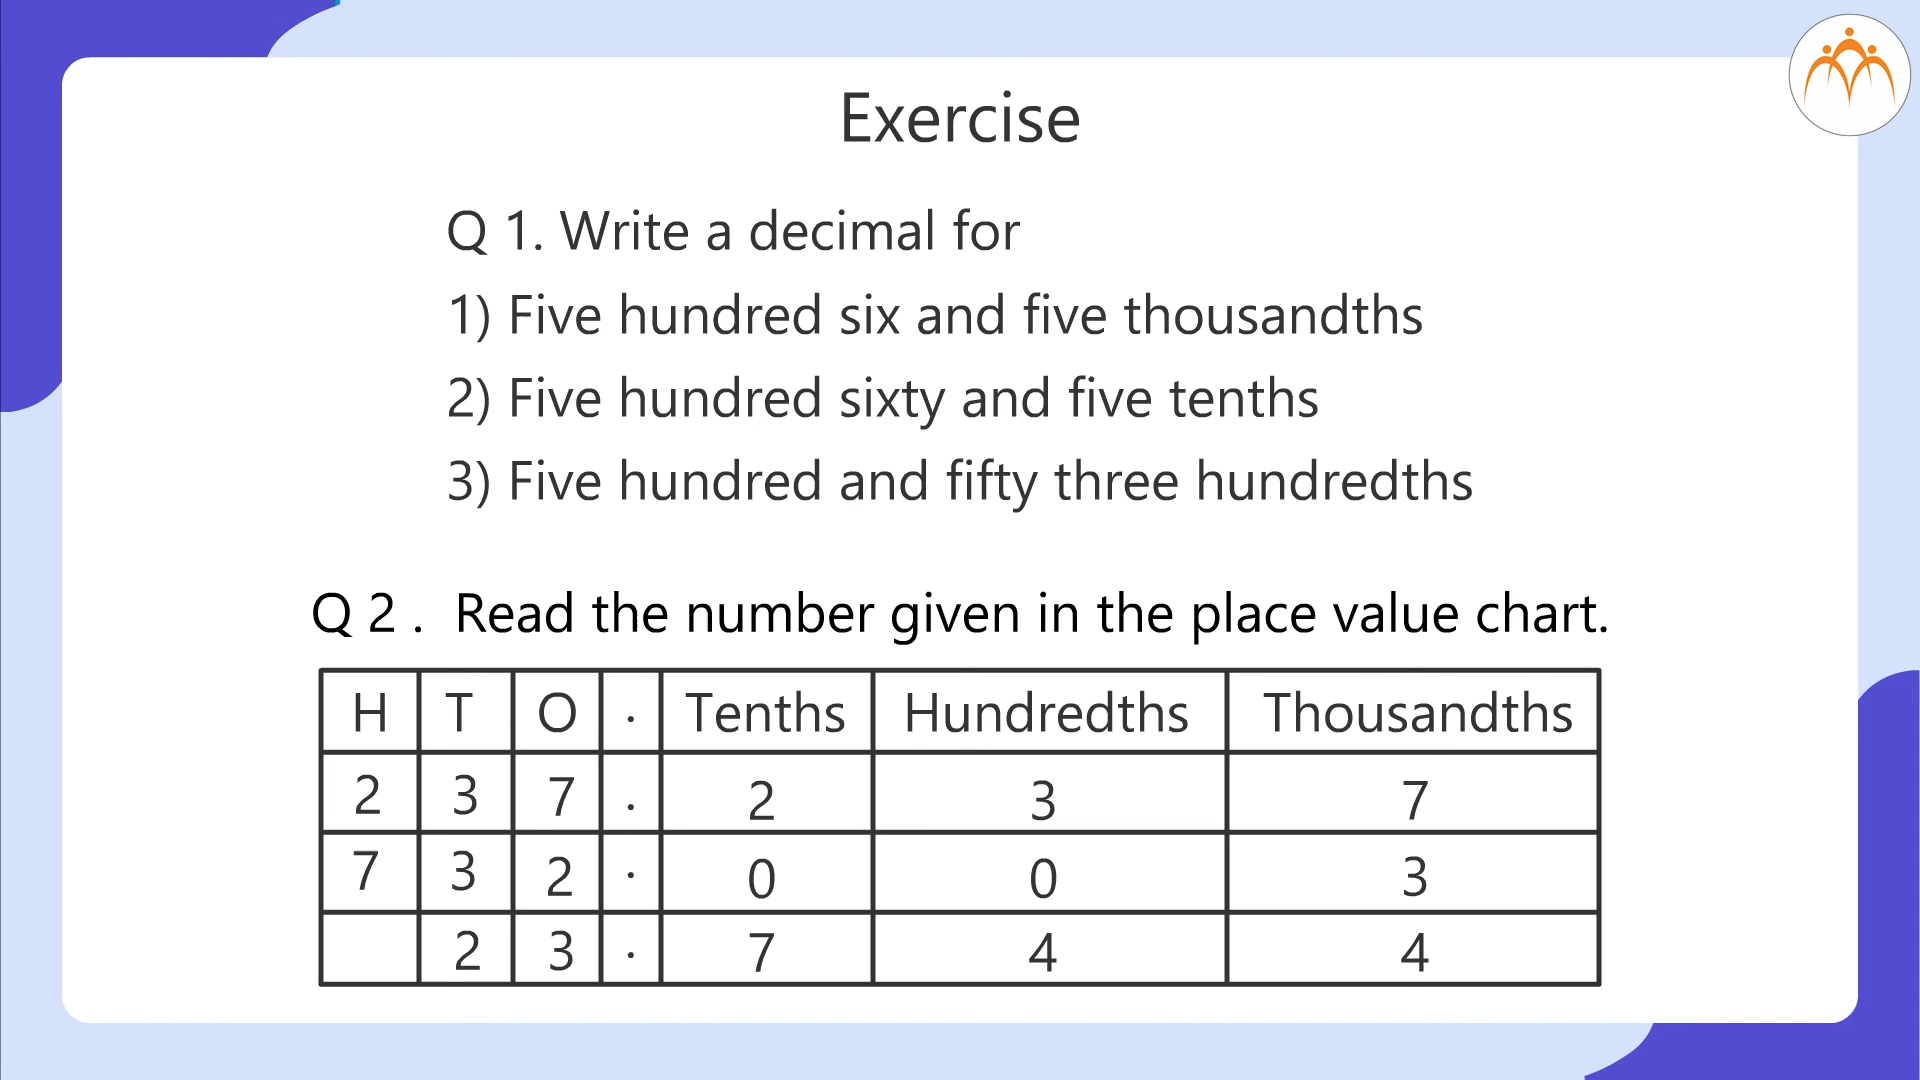 Exercise
Q 1. Write a decimal for
1) Five hundred six and five thousandths
2) Five hundred sixty and five tenths
3) Five hundred and fifty three hundredths
Q 2 . Read the number given in the place value chart.
H T O . Tenths Hundredths Thousandths
2 3 7 . 2 3 7
7 3 2 . 0 0 3
2 3 . 7 4 4